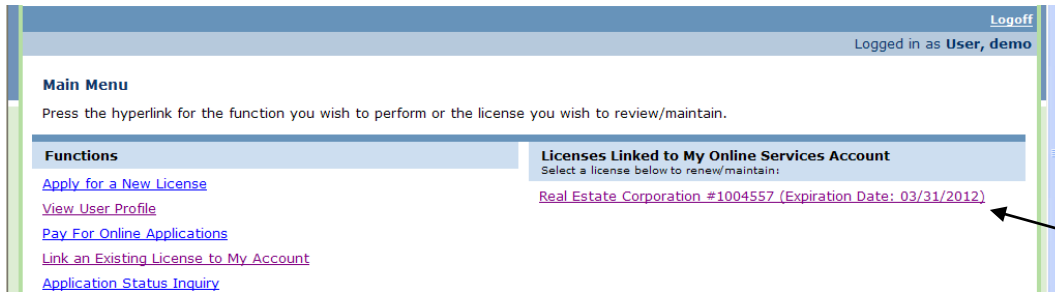 Logoff
Logged in as User, demo
Main Menu
Press the hyperlink for the function you wish to perform or the license you wish to review/maintain.
Functions
Apply for a New License
View User Profile
Pay For Online Applications
Link an Existing License to My Account
Application Status Inquiry
Licenses Linked to My Online Services Account
Select a license below to renew/maintain:
Real Estate Corporation #1004557 (Expiration Date: 03/31/2012)